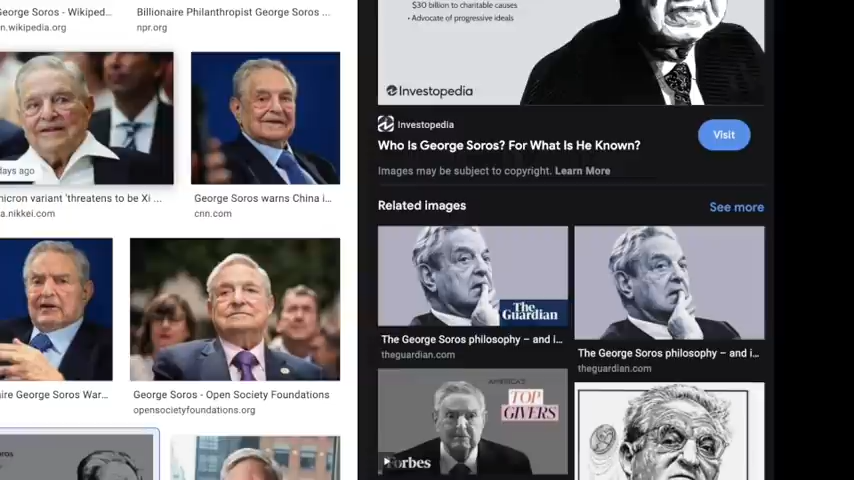 George Soros - Wikiped...
n.wikipedia.org
Billionaire Philanthropist George Soros ...
npr.org
days ago
micron variant 'threatens to be Xi ...
a.nikkei.com
George Soros warns China i...
cnn.com
ire George Soros War...
George Soros - Open Society Foundations
opensocietyfoundations.org
oros
$30 billion to charitable causes
• Advocate of progressive ideals
Investopedia
Investopedia
Who Is George Soros? For What Is He Known?
Visit
Images may be subject to copyright. Learn More
Related images
See more
The Guardian
The George Soros philosophy – and i...
theguardian.com
The George Soros philosophy – and i...
theguardian.com
AMERICA'S
TOP
GIVERS
Forbes